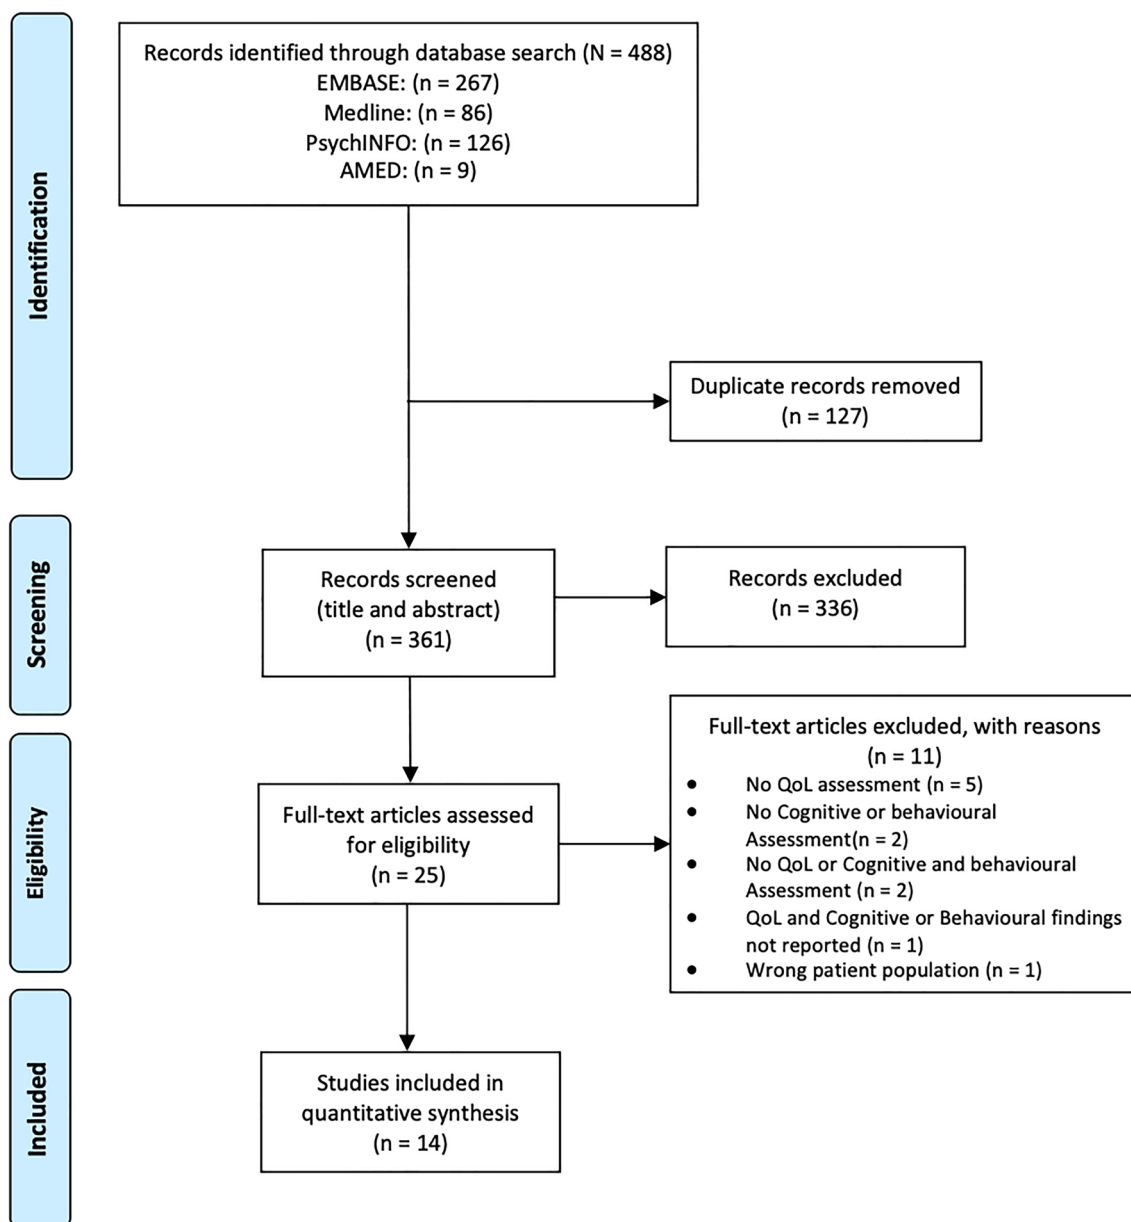 Identification
Records identified through database search (N = 488)
EMBASE: (n = 267)
Medline: (n = 86)
PsychINFO: (n = 126)
AMED: (n = 9)
Duplicate records removed
(n = 127)
Screening
Records screened
(title and abstract)
(n = 361)
Records excluded
(n = 336)
Eligibility
Full-text articles assessed
for eligibility
(n = 25)
Full-text articles excluded, with reasons
(n = 11)
• No QoL assessment (n = 5)
• No Cognitive or behavioural
Assessment(n = 2)
• No QoL or Cognitive and behavioural
Assessment (n = 2)
• QoL and Cognitive or Behavioural findings
not reported (n = 1)
• Wrong patient population (n = 1)
Included
Studies included in
quantitative synthesis
(n = 14)